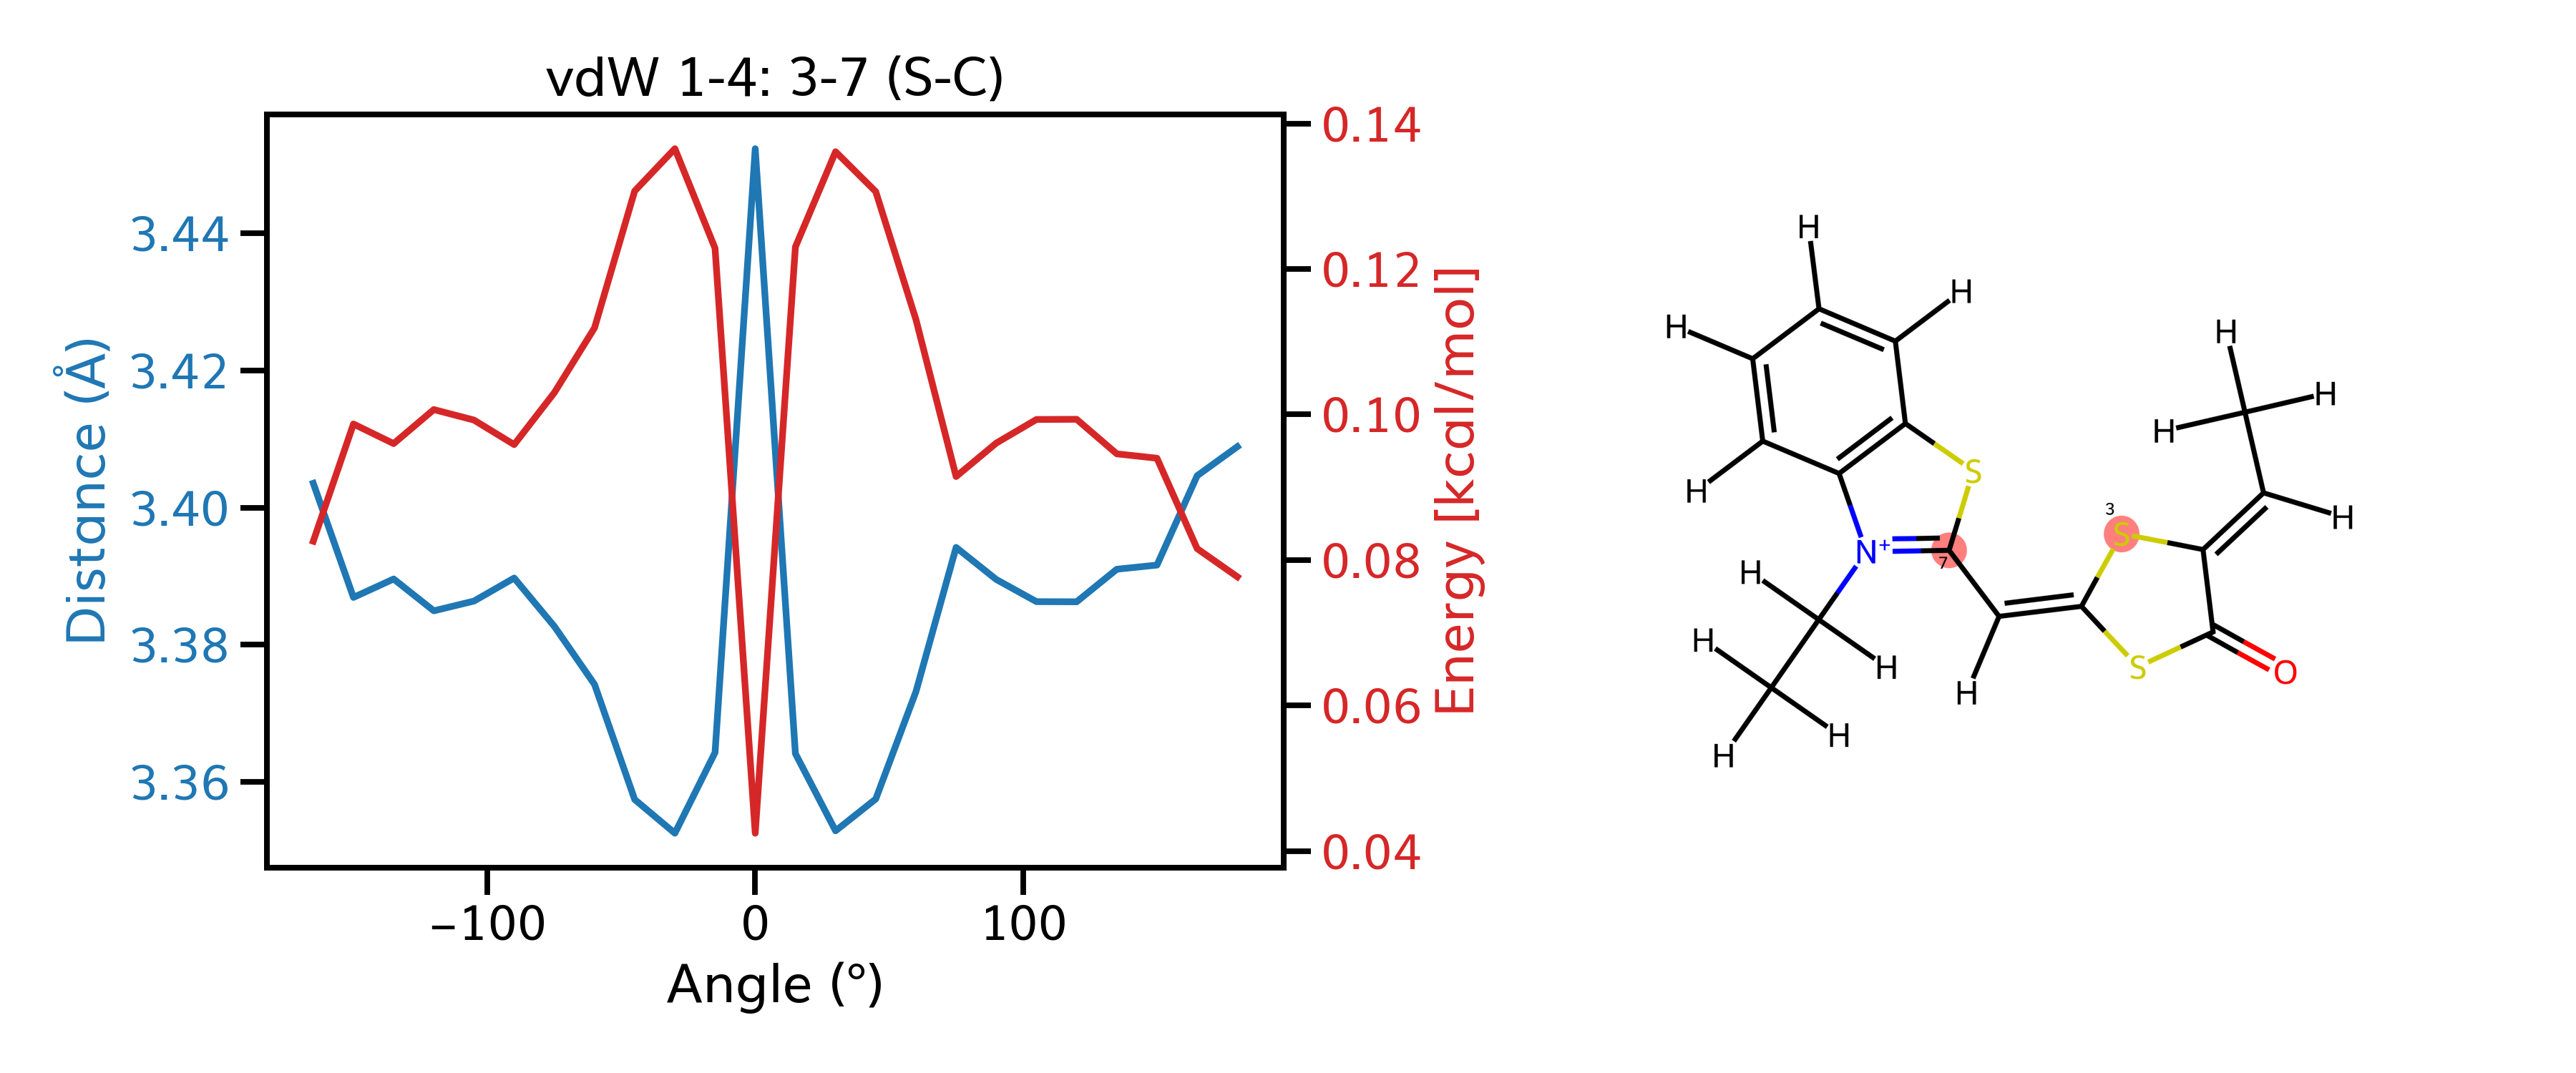 vdW 1-4: 3-7 (S-C)
Distance (Å)
3.44
3.42
3.40
3.38
3.36
−100
0
100
Angle (°)
0.14
0.12
0.10
0.08
0.06
0.04
Energy [kcal/mol]
H
H
H
H
H
H
H
S
3
S
H
N+
7
H
H
H
H
S
O
H
H
H